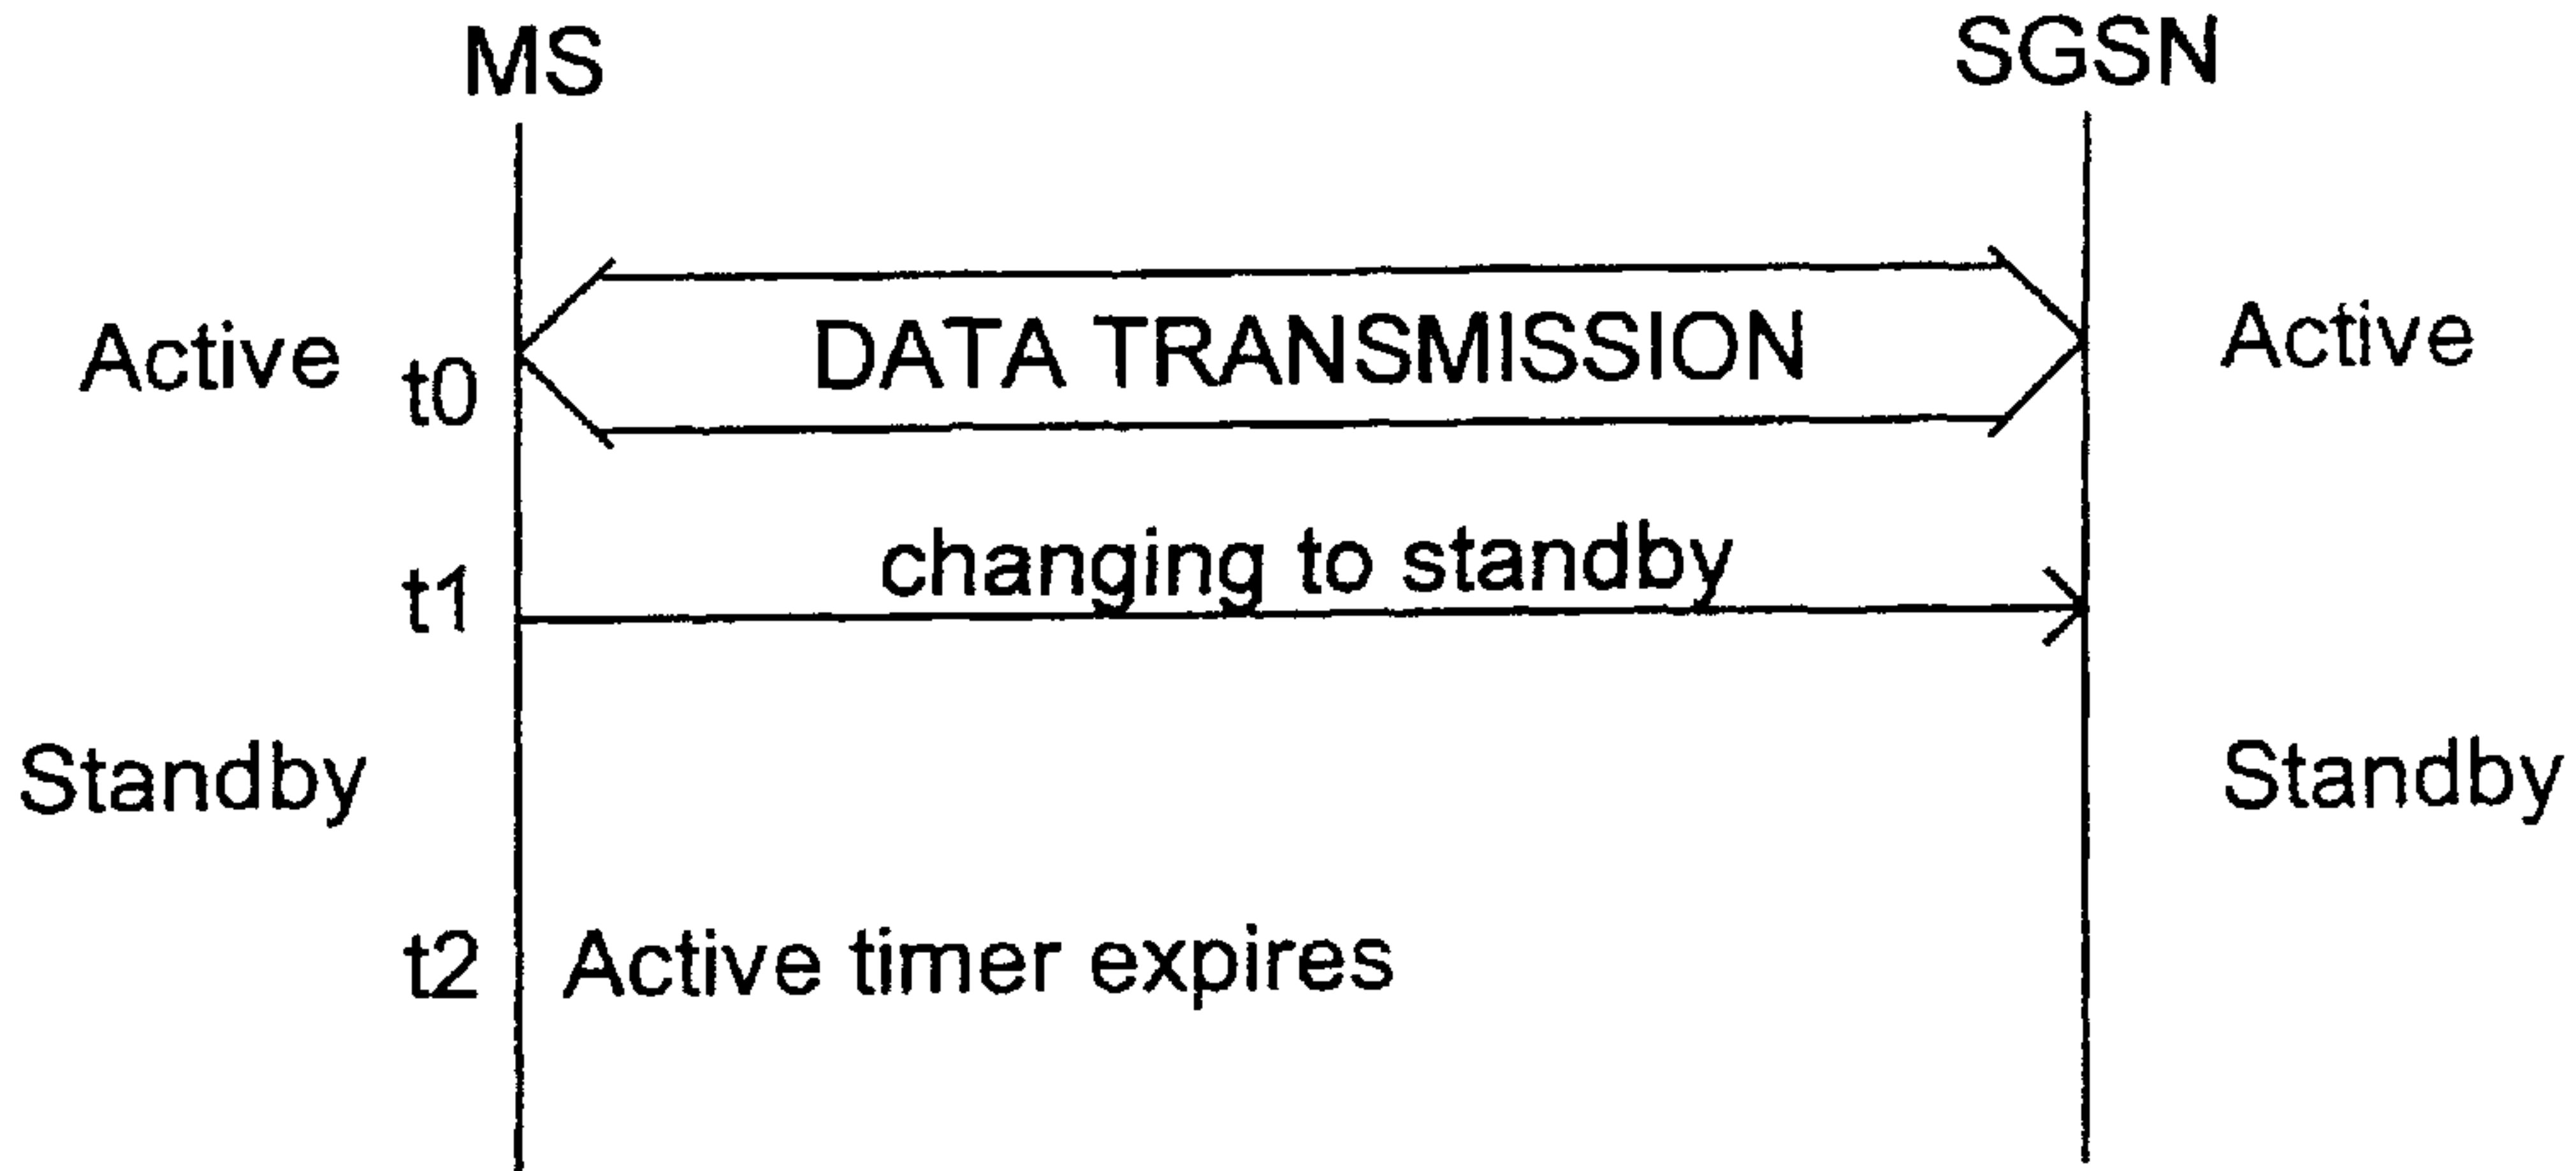 MS SGSN
DATA TRANSMISSION
Active t0 Active
t1 changing to standby
Standby Standby
t2 Active timer expires